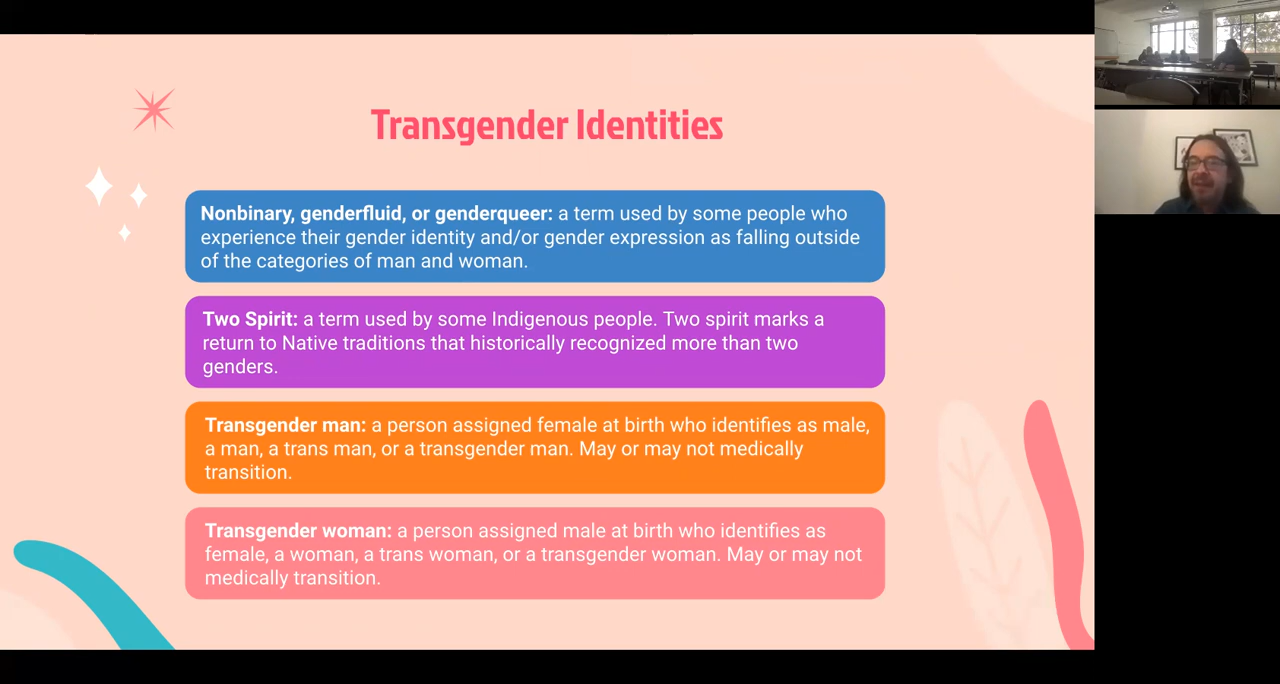 Transgender Identities
Nonbinary, genderfluid, or genderqueer: a term used by some people who
experience their gender identity and/or gender expression as falling outside
of the categories of man and woman.
Two Spirit: a term used by some Indigenous people. Two spirit marks a
return to Native traditions that historically recognized more than two
genders.
Transgender man: a person assigned female at birth who identifies as male,
a man, a trans man, or a transgender man. May or may not medically
transition.
Transgender woman: a person assigned male at birth who identifies as
female, a woman, a trans woman, or a transgender woman. May or may not
medically transition.